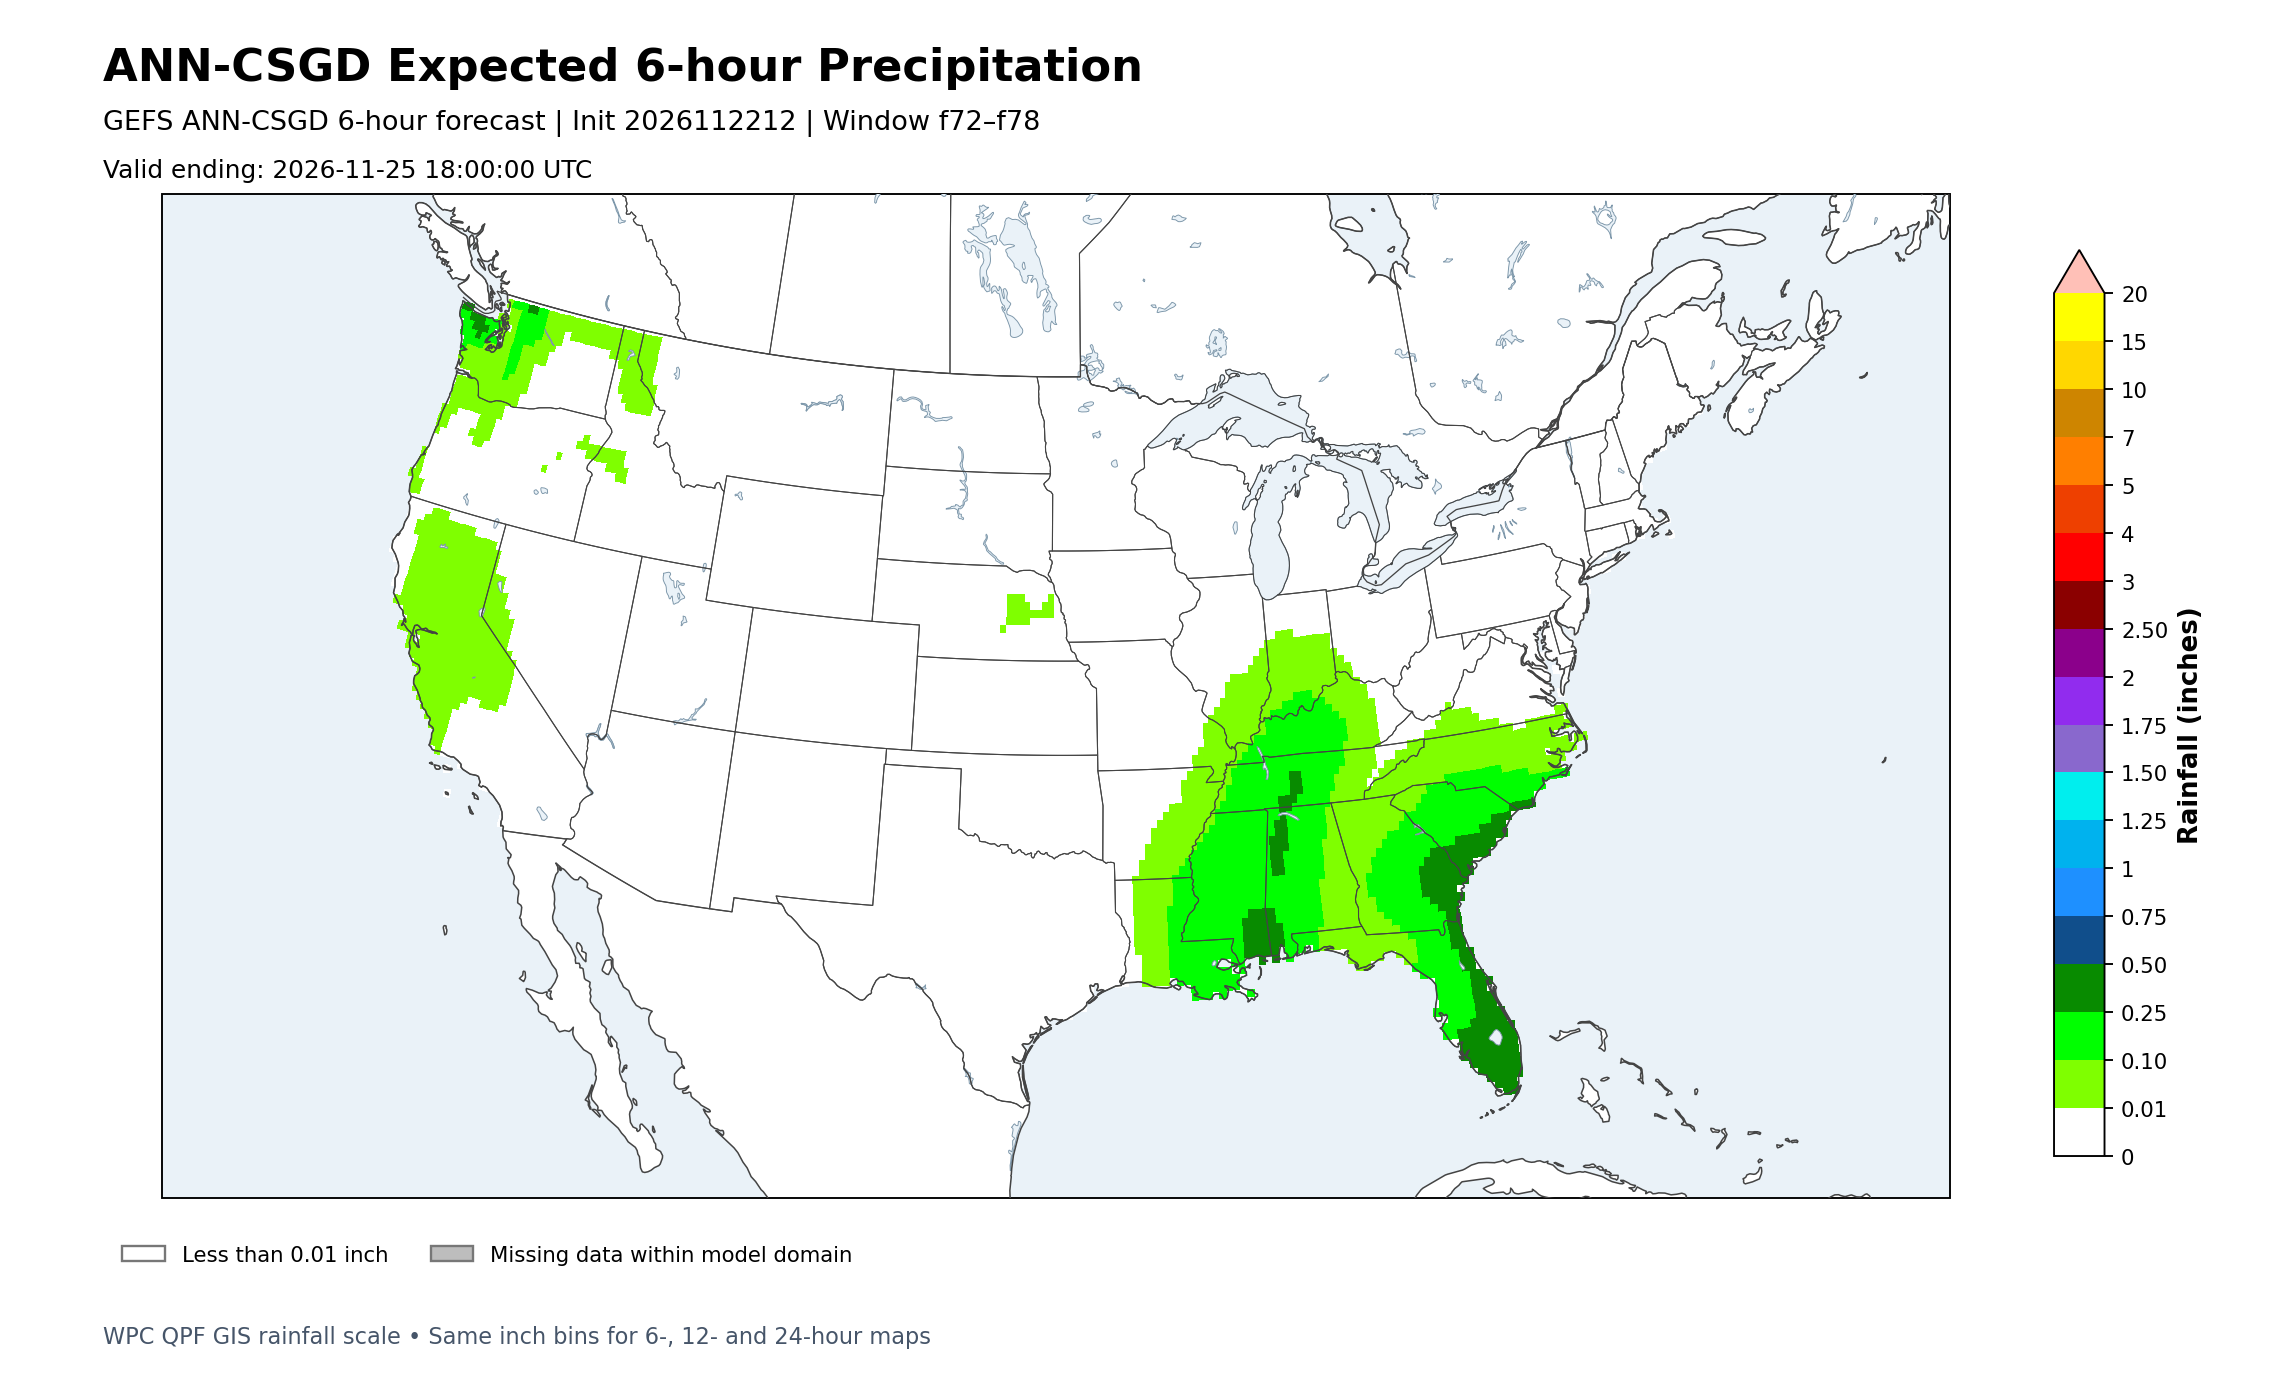 ANN-CSGD Expected 6-hour Precipitation
GEFS ANN-CSGD 6-hour forecast | Init 2026112212 | Window f72–f78
Valid ending: 2026-11-25 18:00:00 UTC
20
15
10
7
5
4
3
2.50
2
1.75
1.50
1.25
1
0.75
0.50
0.25
0.10
0.01
0
Rainfall (inches)
Less than 0.01 inch
Missing data within model domain
WPC QPF GIS rainfall scale • Same inch bins for 6-, 12- and 24-hour maps